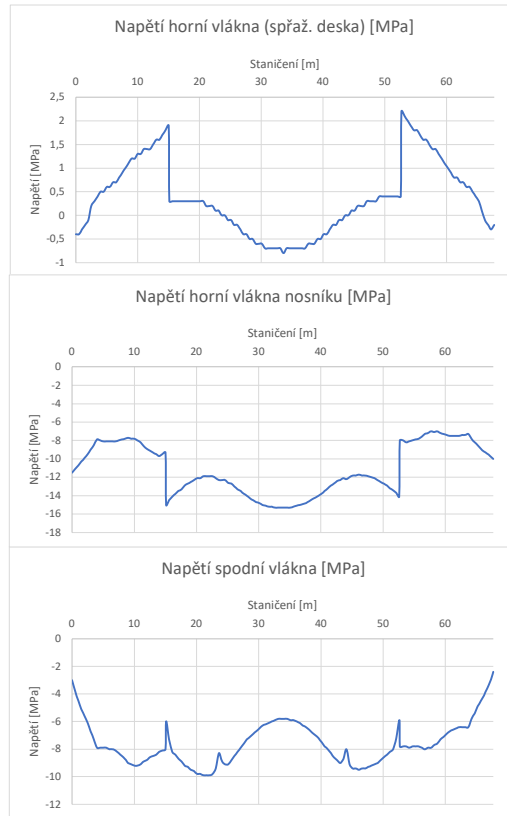 Napětí horní vlákna (spřaž. deska) [MPa]
Staničení [m]
0 10 20 30 40 50 60
2,5
2
1,5
1
0,5
0
-0,5
-1
Napětí [MPa]
Napětí horní vlákna nosníku [MPa]
Staničení [m]
0 10 20 30 40 50 60
0
-2
-4
-6
-8
-10
-12
-14
-16
-18
Napětí [MPa]
Napětí spodní vlákna [MPa]
Staničení [m]
0 10 20 30 40 50 60
0
-2
-4
-6
-8
-10
-12
Napětí [MPa]